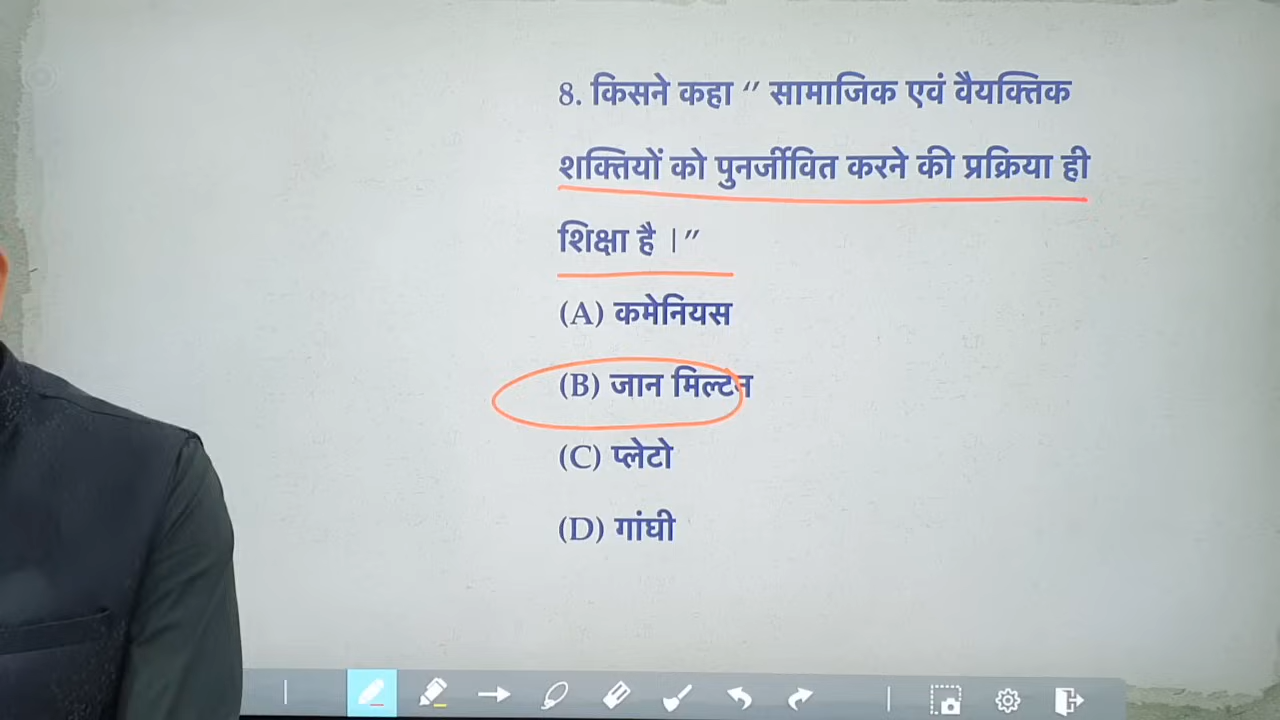 8. किसने कहा “ सामाजिक एवं वैयक्तिक
शक्तियों को पुनर्जीवित करने की प्रक्रिया ही
शिक्षा है |”
(A) कमेनियस
(B) जान मिल्टन
(C) प्लेटो
(D) गांघी